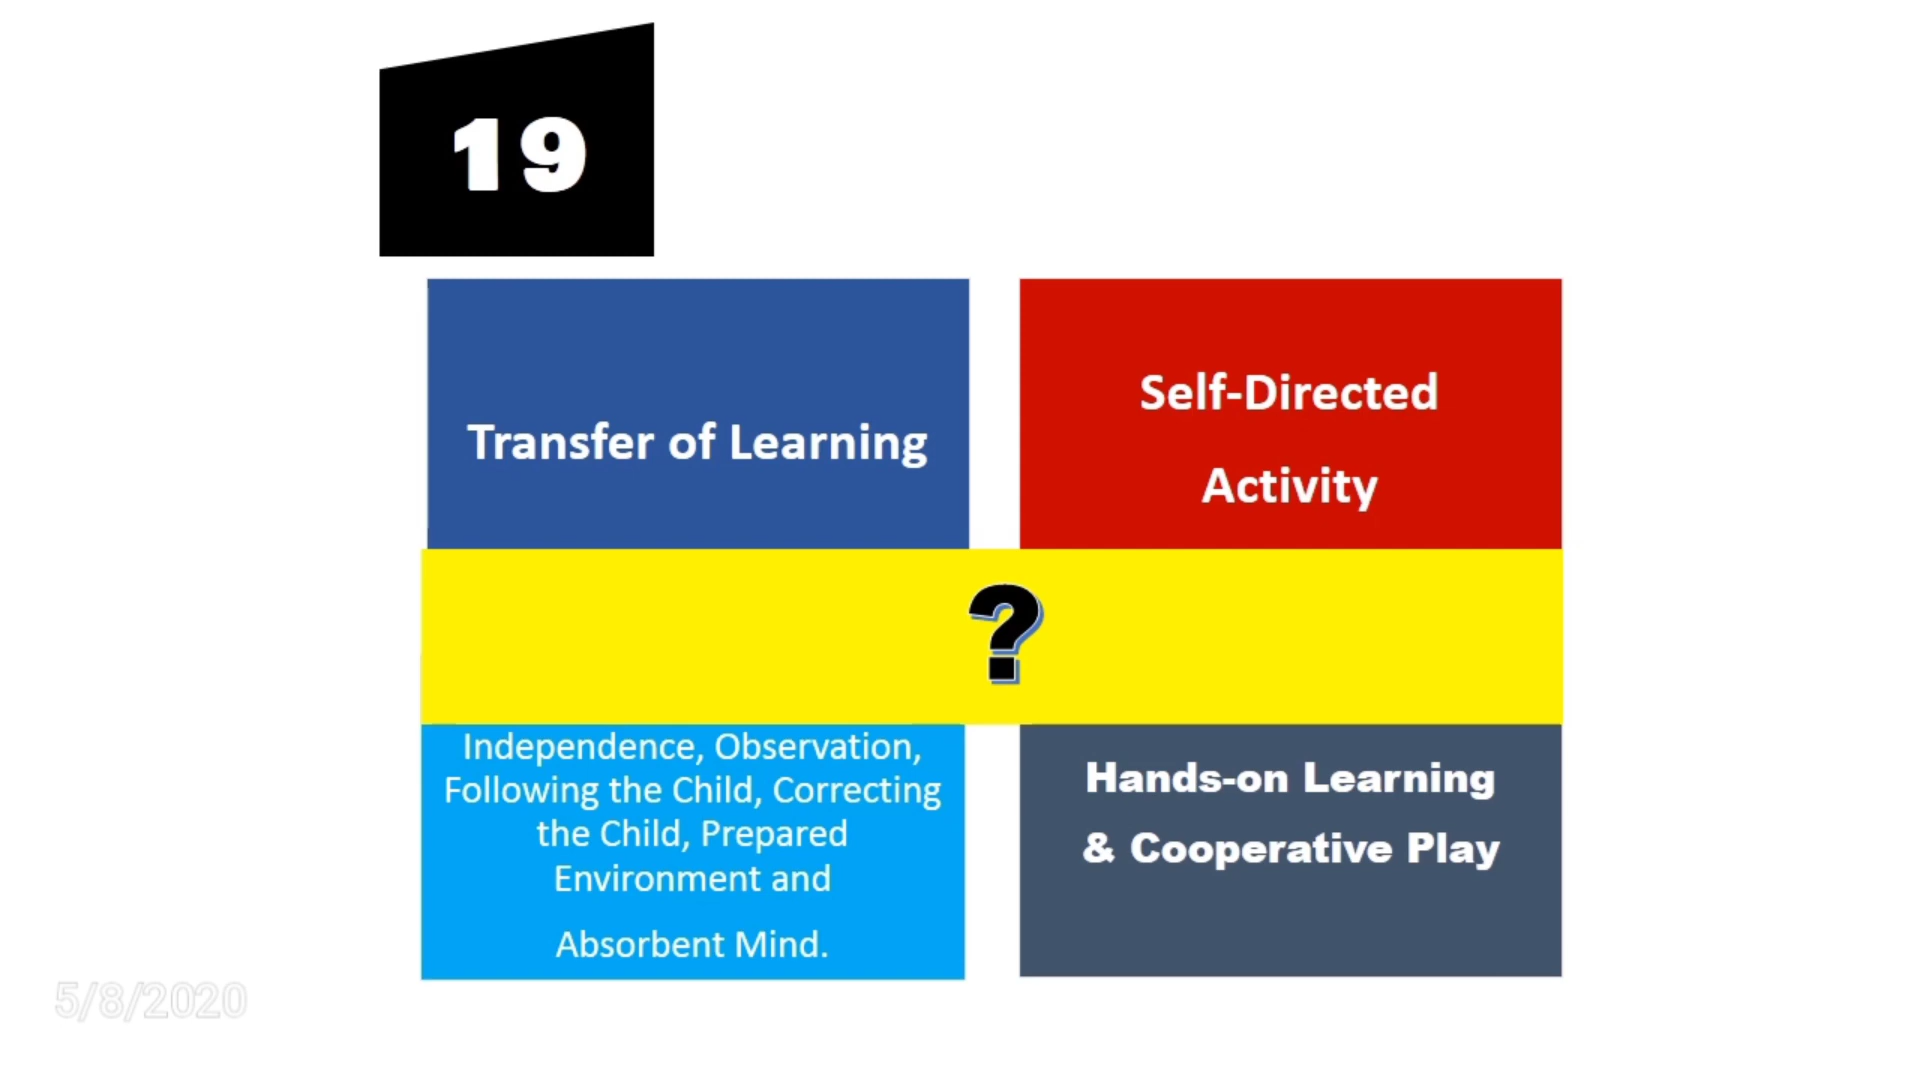 19
Transfer of Learning
Self-Directed
Activity
?
Independence, Observation,
Following the Child, Correcting
the Child, Prepared
Environment and
Absorbent Mind.
Hands-on Learning
& Cooperative Play
5/8/2020